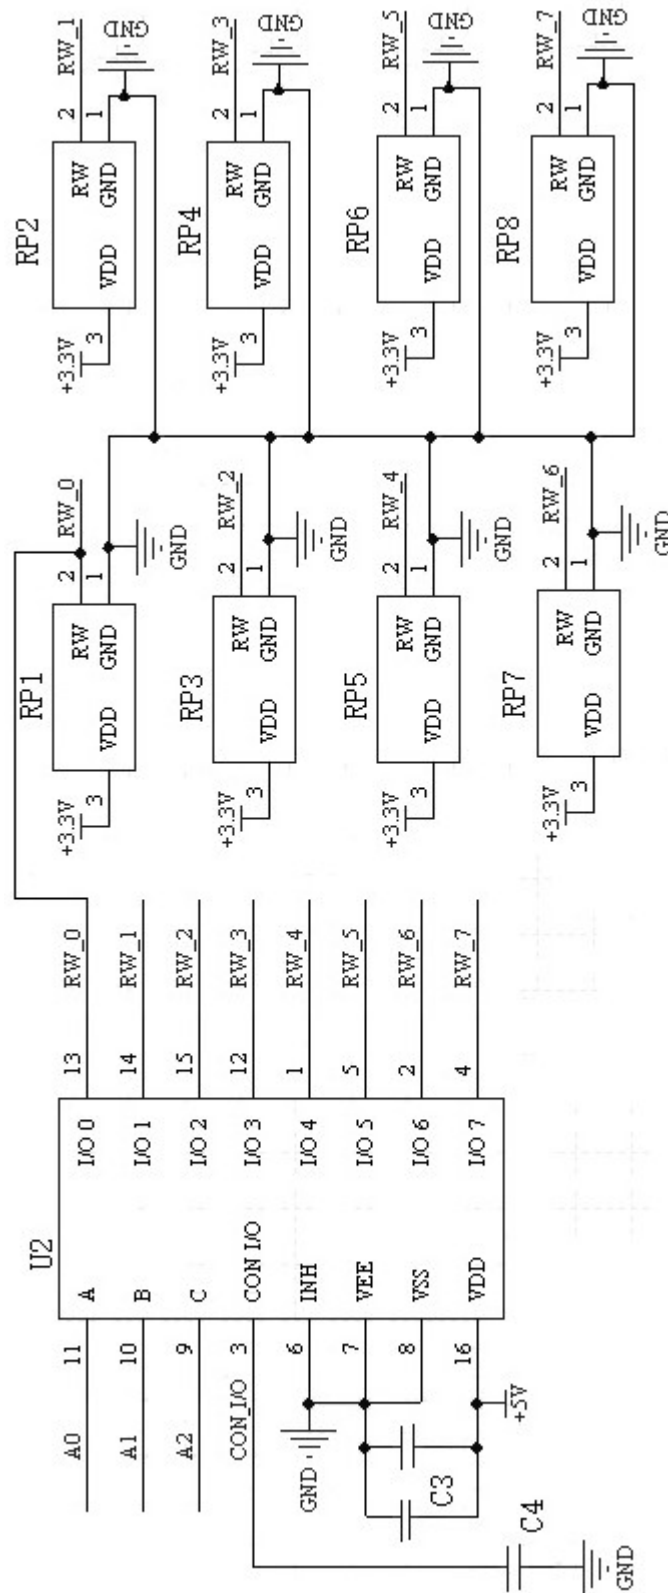 U2
A0 11 A I/O 0 13 RW_0
A1 10 B I/O 1 14 RW_1
A2 9 C I/O 2 15 RW_2
CON_I/O 3 CON I/O I/O 3 12 RW_3
6 INH I/O 4 1 RW_4
7 VEE I/O 5 5 RW_5
8 VSS I/O 6 2 RW_6
16 VDD I/O 7 4 RW_7
GND
C3
+5V
C4
GND
RP1
+3.3V 3 VDD RW 2 RW_0
GND 1
GND
RP2
+3.3V 3 VDD RW 2 RW_1
GND 1
GND
RP3
+3.3V 3 VDD RW 2 RW_2
GND 1
GND
RP4
+3.3V 3 VDD RW 2 RW_3
GND 1
GND
RP5
+3.3V 3 VDD RW 2 RW_4
GND 1
GND
RP6
+3.3V 3 VDD RW 2 RW_5
GND 1
GND
RP7
+3.3V 3 VDD RW 2 RW_6
GND 1
GND
RP8
+3.3V 3 VDD RW 2 RW_7
GND 1
GND